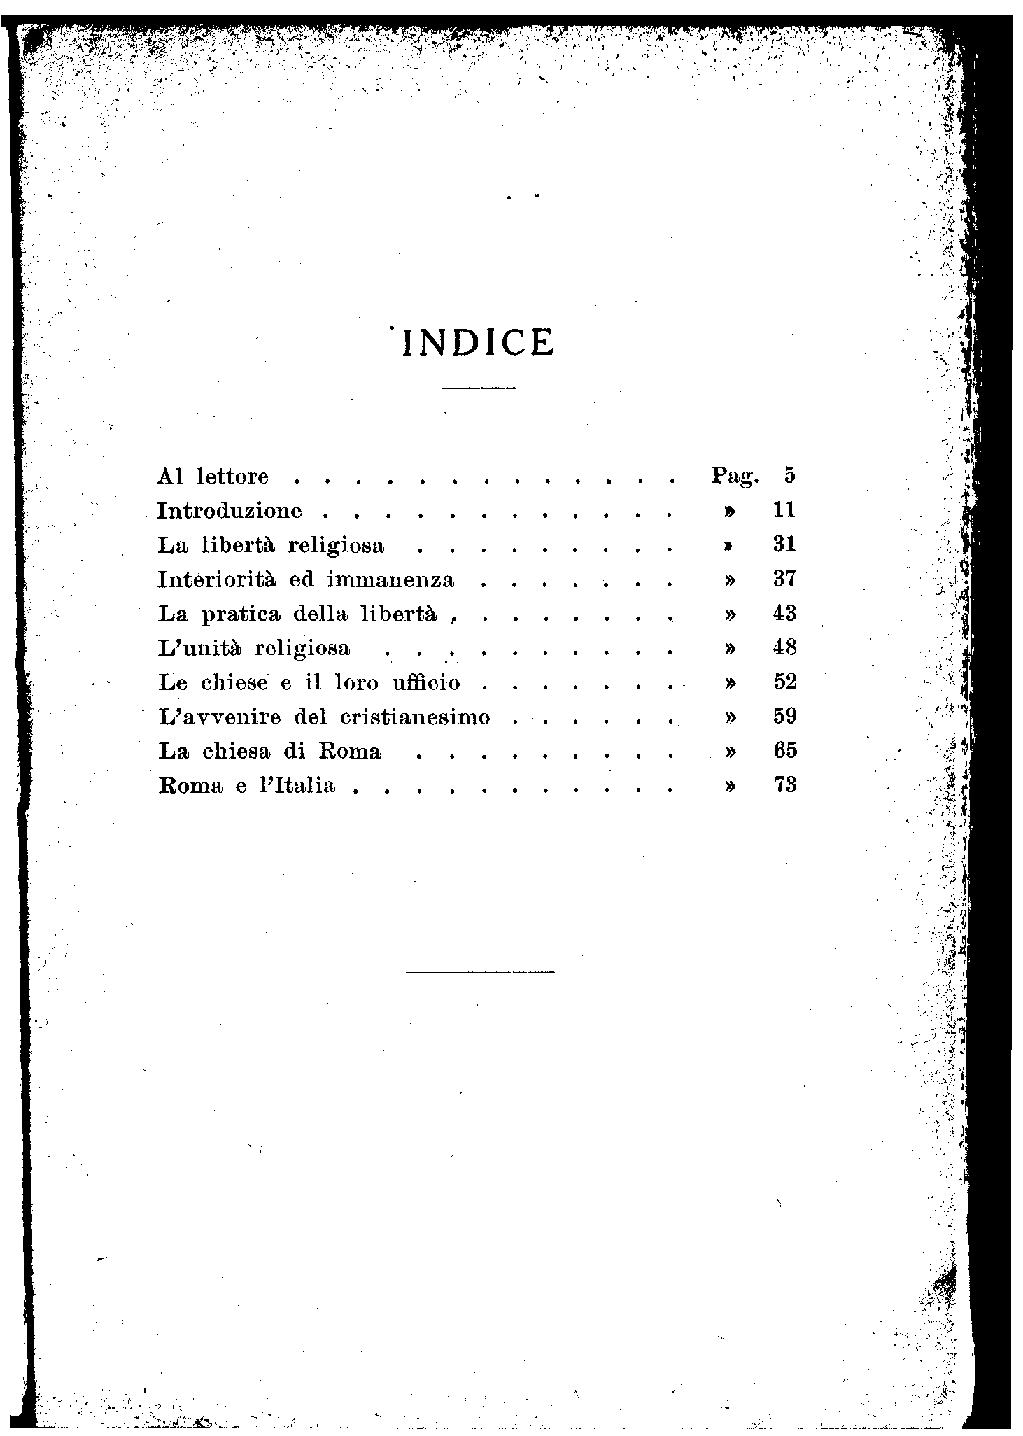 INDICE
Al lettore . . . . . . . . . . . . . Pag. 5
Introduzione . . . . . . . . . . . . » 11
La libertà religiosa . . . . . . . . . » 31
Interiorità ed immanenza . . . . . . . » 37
La pratica della libertà . . . . . . . . » 43
L'unità religiosa . . . . . . . . . . » 48
Le chiese e il loro ufficio . . . . . . . » 52
L'avvenire del cristianesimo . . . . . . » 59
La chiesa di Roma . . . . . . . . . » 65
Roma e l'Italia . . . . . . . . . . . » 73